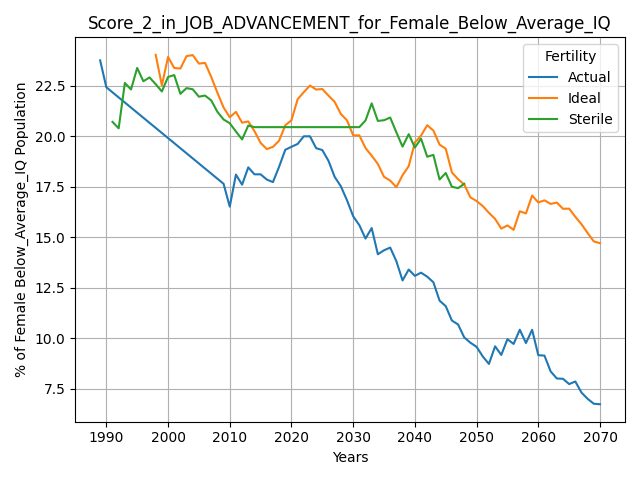 Score_2_in_JOB_ADVANCEMENT_for_Female_Below_Average_IQ
% of Female Below_Average_IQ Population
22.5
20.0
17.5
15.0
12.5
10.0
7.5
Fertility
Actual
Ideal
Sterile
1990 2000 2010 2020 2030 2040 2050 2060 2070
Years